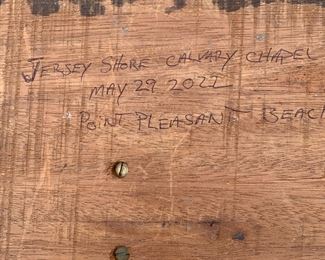 JERSEY SHORE CALVARY CHAPEL
MAY 29 2022
POINT PLEASANT BEACH